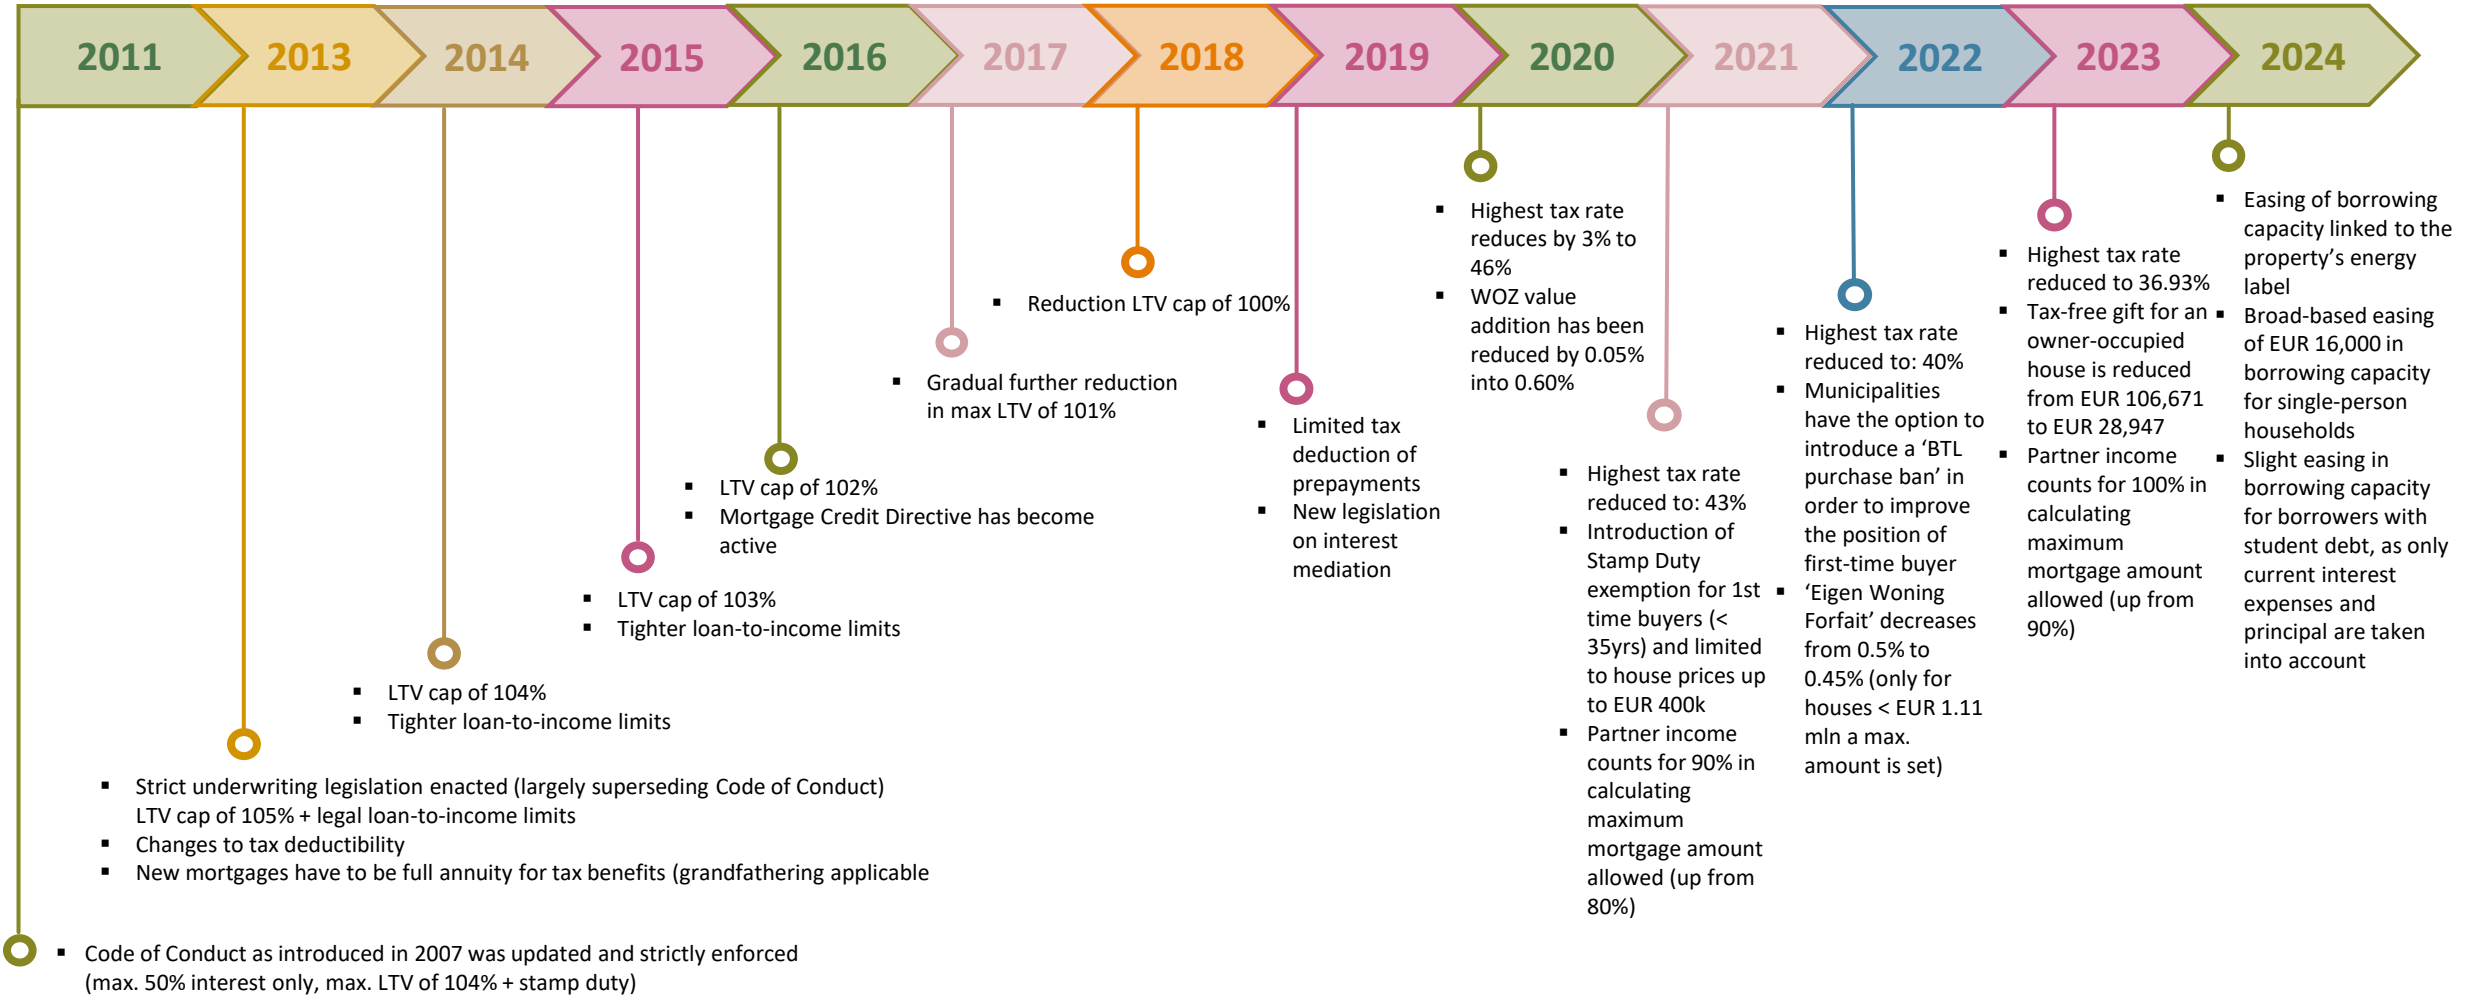 2011
2013
2014
2015
2016
2017
2018
2019
2020
2021
2022
2023
2024
▪ Code of Conduct as introduced in 2007 was updated and strictly enforced
(max. 50% interest only, max. LTV of 104% + stamp duty)
▪ Strict underwriting legislation enacted (largely superseding Code of Conduct)
LTV cap of 105% + legal loan-to-income limits
▪ Changes to tax deductibility
▪ New mortgages have to be full annuity for tax benefits (grandfathering applicable
▪ LTV cap of 104%
▪ Tighter loan-to-income limits
▪ LTV cap of 103%
▪ Tighter loan-to-income limits
▪ LTV cap of 102%
▪ Mortgage Credit Directive has become
active
▪ Gradual further reduction
in max LTV of 101%
▪ Reduction LTV cap of 100%
▪ Limited tax
deduction of
prepayments
▪ New legislation
on interest
mediation
▪ Highest tax rate
reduces by 3% to
46%
▪ WOZ value
addition has been
reduced by 0.05%
into 0.60%
▪ Highest tax rate
reduced to: 43%
▪ Introduction of
Stamp Duty
exemption for 1st
time buyers (<
35yrs) and limited
to house prices up
to EUR 400k
▪ Partner income
counts for 90% in
calculating
maximum
mortgage amount
allowed (up from
80%)
▪ Highest tax rate
reduced to: 40%
▪ Municipalities
have the option to
introduce a ‘BTL
purchase ban’ in
order to improve
the position of
first-time buyer
▪ ‘Eigen Woning
Forfait’ decreases
from 0.5% to
0.45% (only for
houses < EUR 1.11
mln a max.
amount is set)
▪ Highest tax rate
reduced to 36.93%
▪ Tax-free gift for an
owner-occupied
house is reduced
from EUR 106,671
to EUR 28,947
▪ Partner income
counts for 100% in
calculating
maximum
mortgage amount
allowed (up from
90%)
▪ Easing of borrowing
capacity linked to the
property’s energy
label
▪ Broad-based easing
of EUR 16,000 in
borrowing capacity
for single-person
households
▪ Slight easing in
borrowing capacity
for borrowers with
student debt, as only
current interest
expenses and
principal are taken
into account